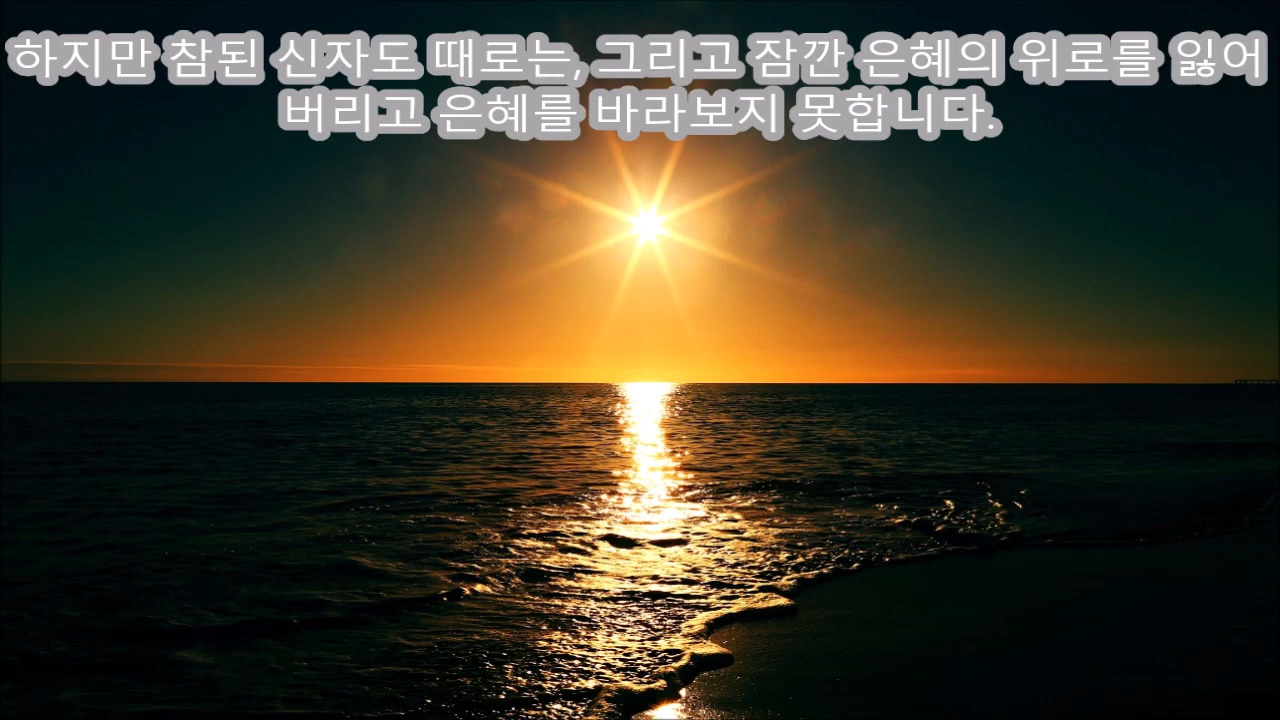 하지만 참된 신자도 때로는, 그리고 잠깐 은혜의 위로를 잃어
버리고 은혜를 바라보지 못합니다.